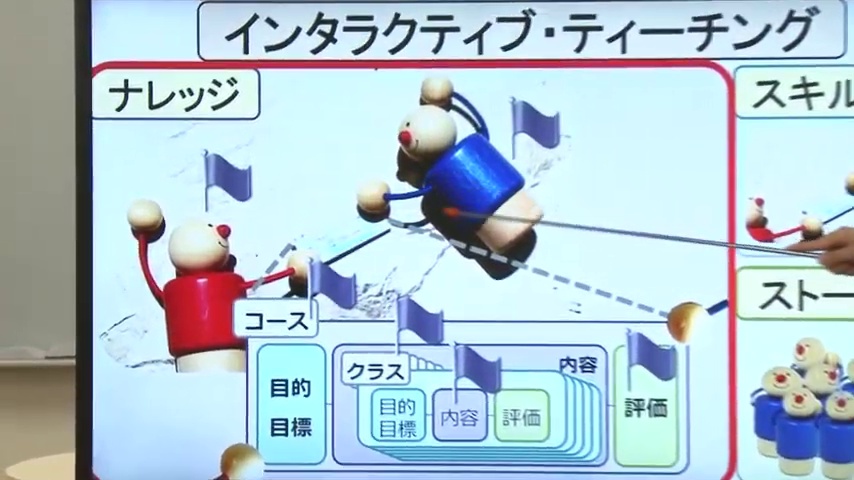 インタラクティブ・ティーチング
ナレッジ
スキル
ストー
コース
目的
目標
クラス
内容
目的
目標
内容
評価
評価